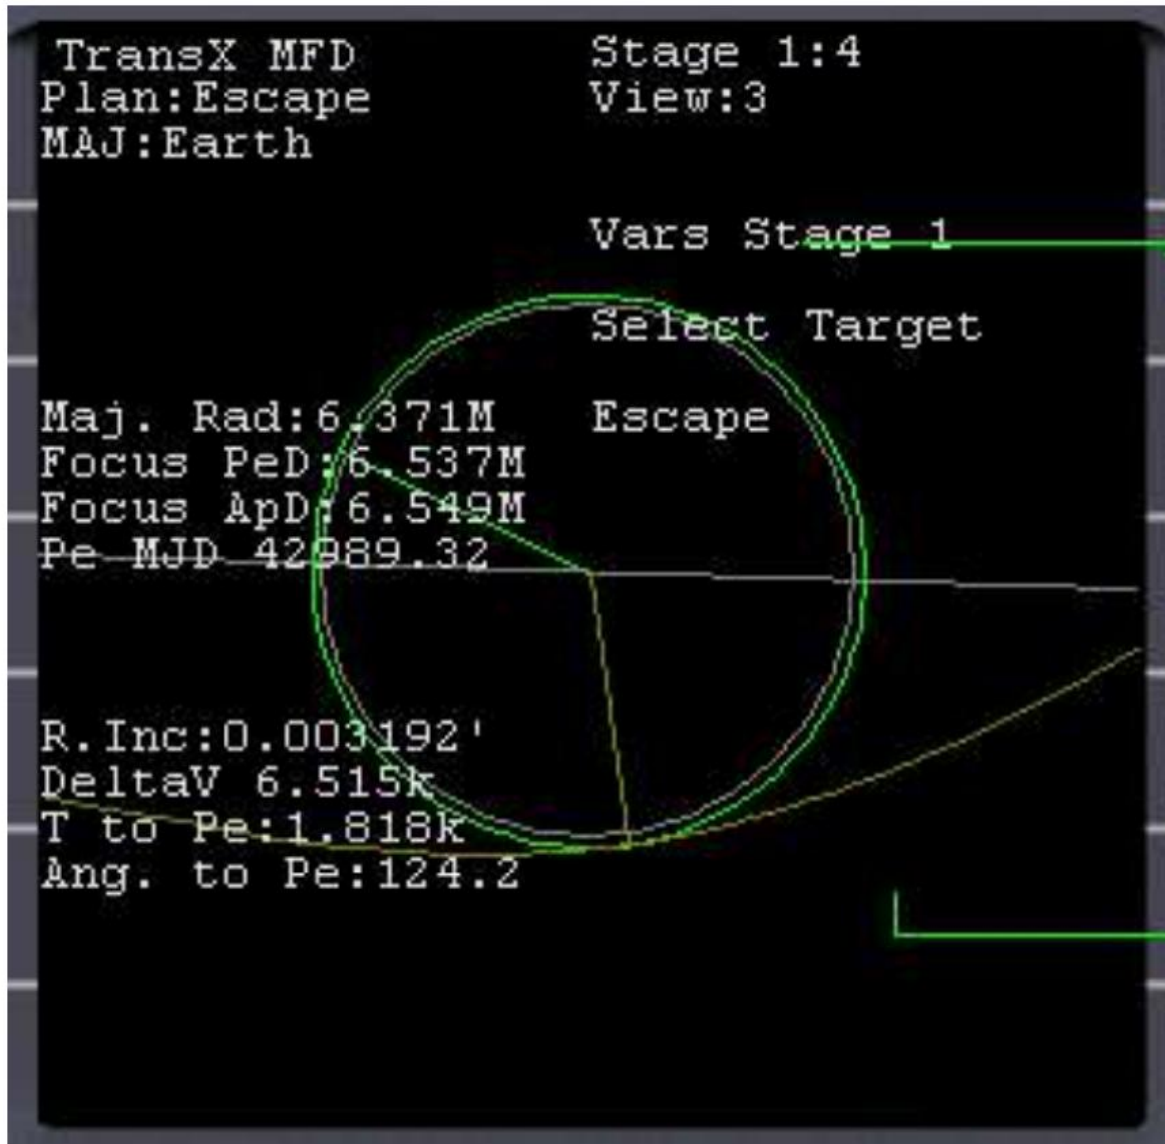 TransX MFD
Stage 1:4
Plan:Escape
View:3
MAJ:Earth
Vars Stage 1
Select Target
Maj. Rad:6.371M
Escape
Focus PeD:6.537M
Focus ApD:6.549M
Pe MJD 42989.32
R.Inc:0.003192'
DeltaV 6.515k
T to Pe:1.818k
Ang. to Pe:124.2